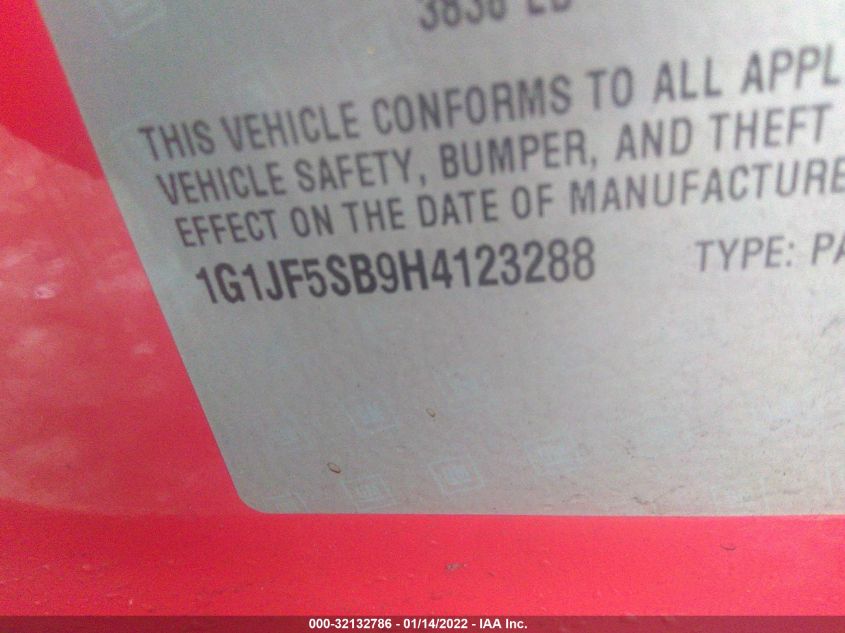 THIS VEHICLE CONFORMS TO ALL APPL
VEHICLE SAFETY, BUMPER, AND THEFT
EFFECT ON THE DATE OF MANUFACTURE
1G1JF5SB9H4123288 TYPE: PA
000-32132786 - 01/14/2022 - IAA Inc.